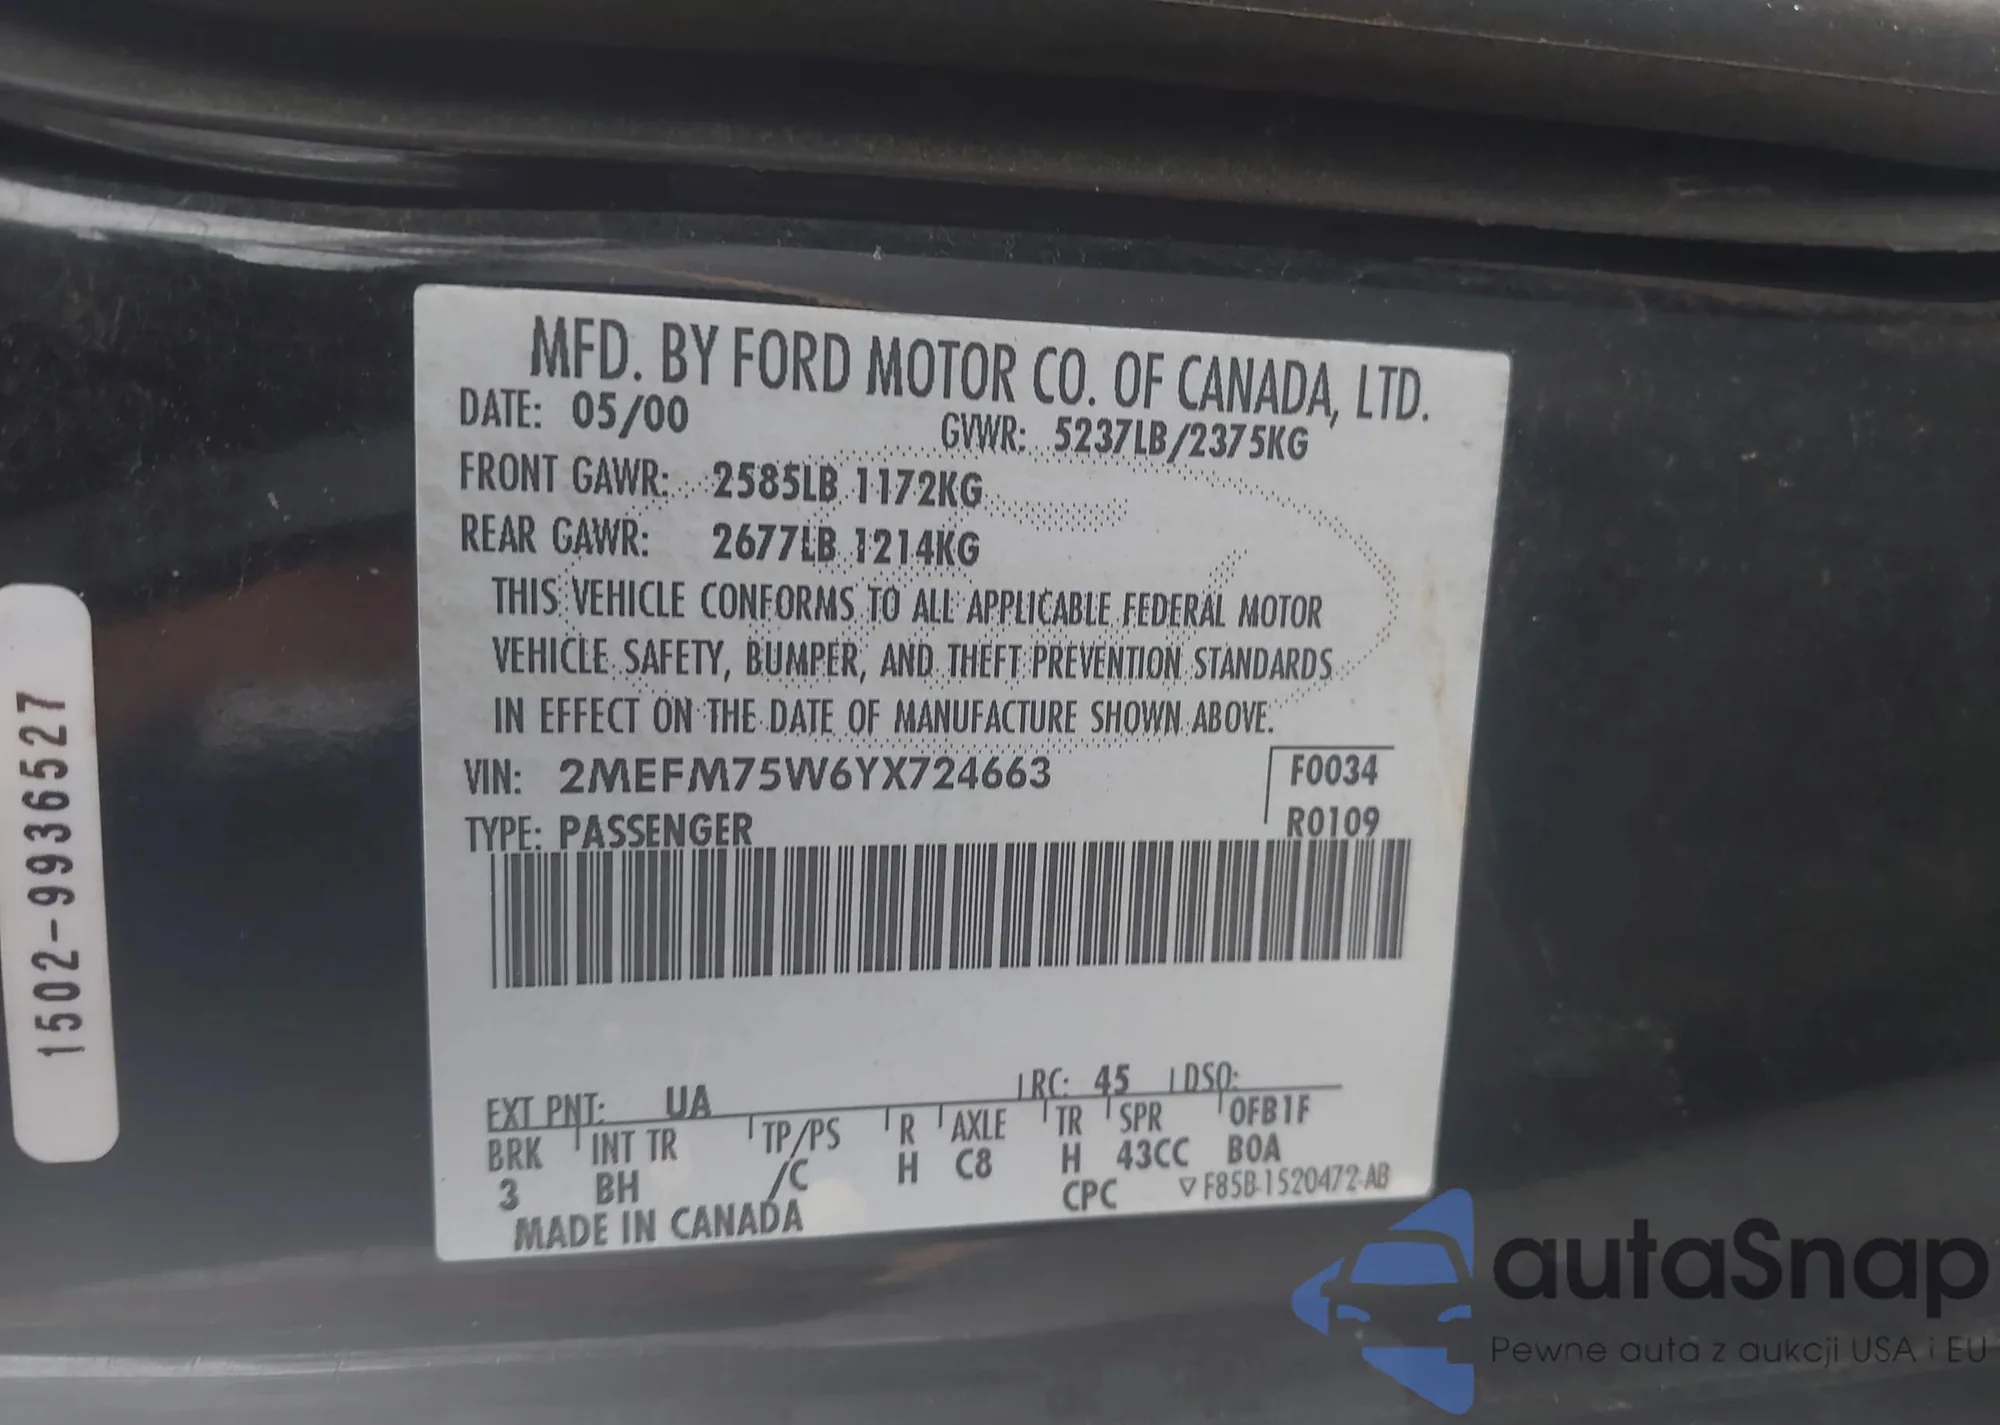 MFD. BY FORD MOTOR CO. OF CANADA, LTD.
DATE: 05/00 GVWR: 5237LB/2375KG
FRONT GAWR: 2585LB 1172KG
REAR GAWR: 2677LB 1214KG
THIS VEHICLE CONFORMS TO ALL APPLICABLE FEDERAL MOTOR
VEHICLE SAFETY, BUMPER, AND THEFT PREVENTION STANDARDS
IN EFFECT ON THE DATE OF MANUFACTURE SHOWN ABOVE.
VIN: 2MEFM75W6YX724663 F0034
TYPE: PASSENGER R0109
EXT PNT: UA RC: 45 DSO:
BRK INT TR TP/PS R AXLE TR SPR 0FB1F
3 BH /C H C8 H 43CC B0A
MADE IN CANADA CPC ▽ F85B-1520472-AB
1502-9936527
autaSnap
Pewne auta z aukcji USA i EU